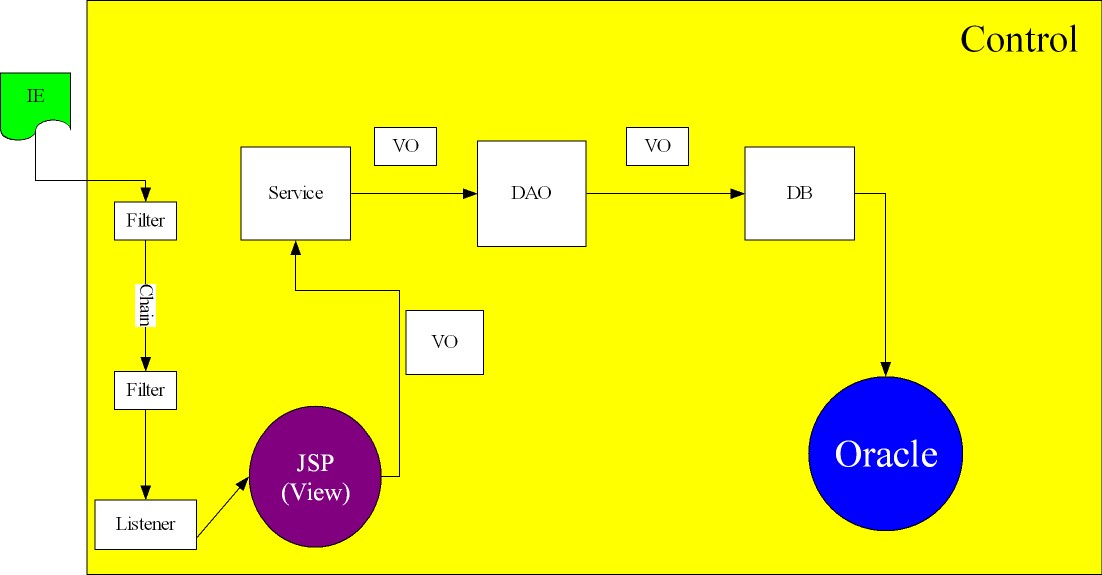 Control
IE
VO
VO
Service
DAO
DB
Filter
Chain
VO
Filter
JSP
(View)
Oracle
Listener